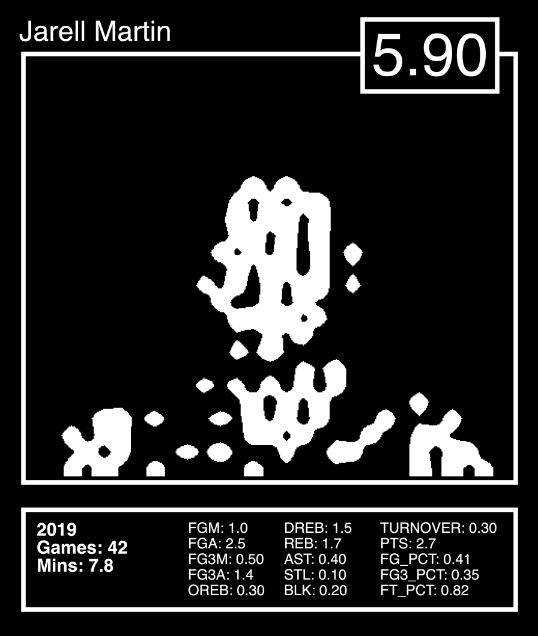 Jarell Martin
5.90
2019
Games: 42
Mins: 7.8
FGM: 1.0
FGA: 2.5
FG3M: 0.50
FG3A: 1.4
OREB: 0.30
DREB: 1.5
REB: 1.7
AST: 0.40
STL: 0.10
BLK: 0.20
TURNOVER: 0.30
PTS: 2.7
FG_PCT: 0.41
FG3_PCT: 0.35
FT_PCT: 0.82